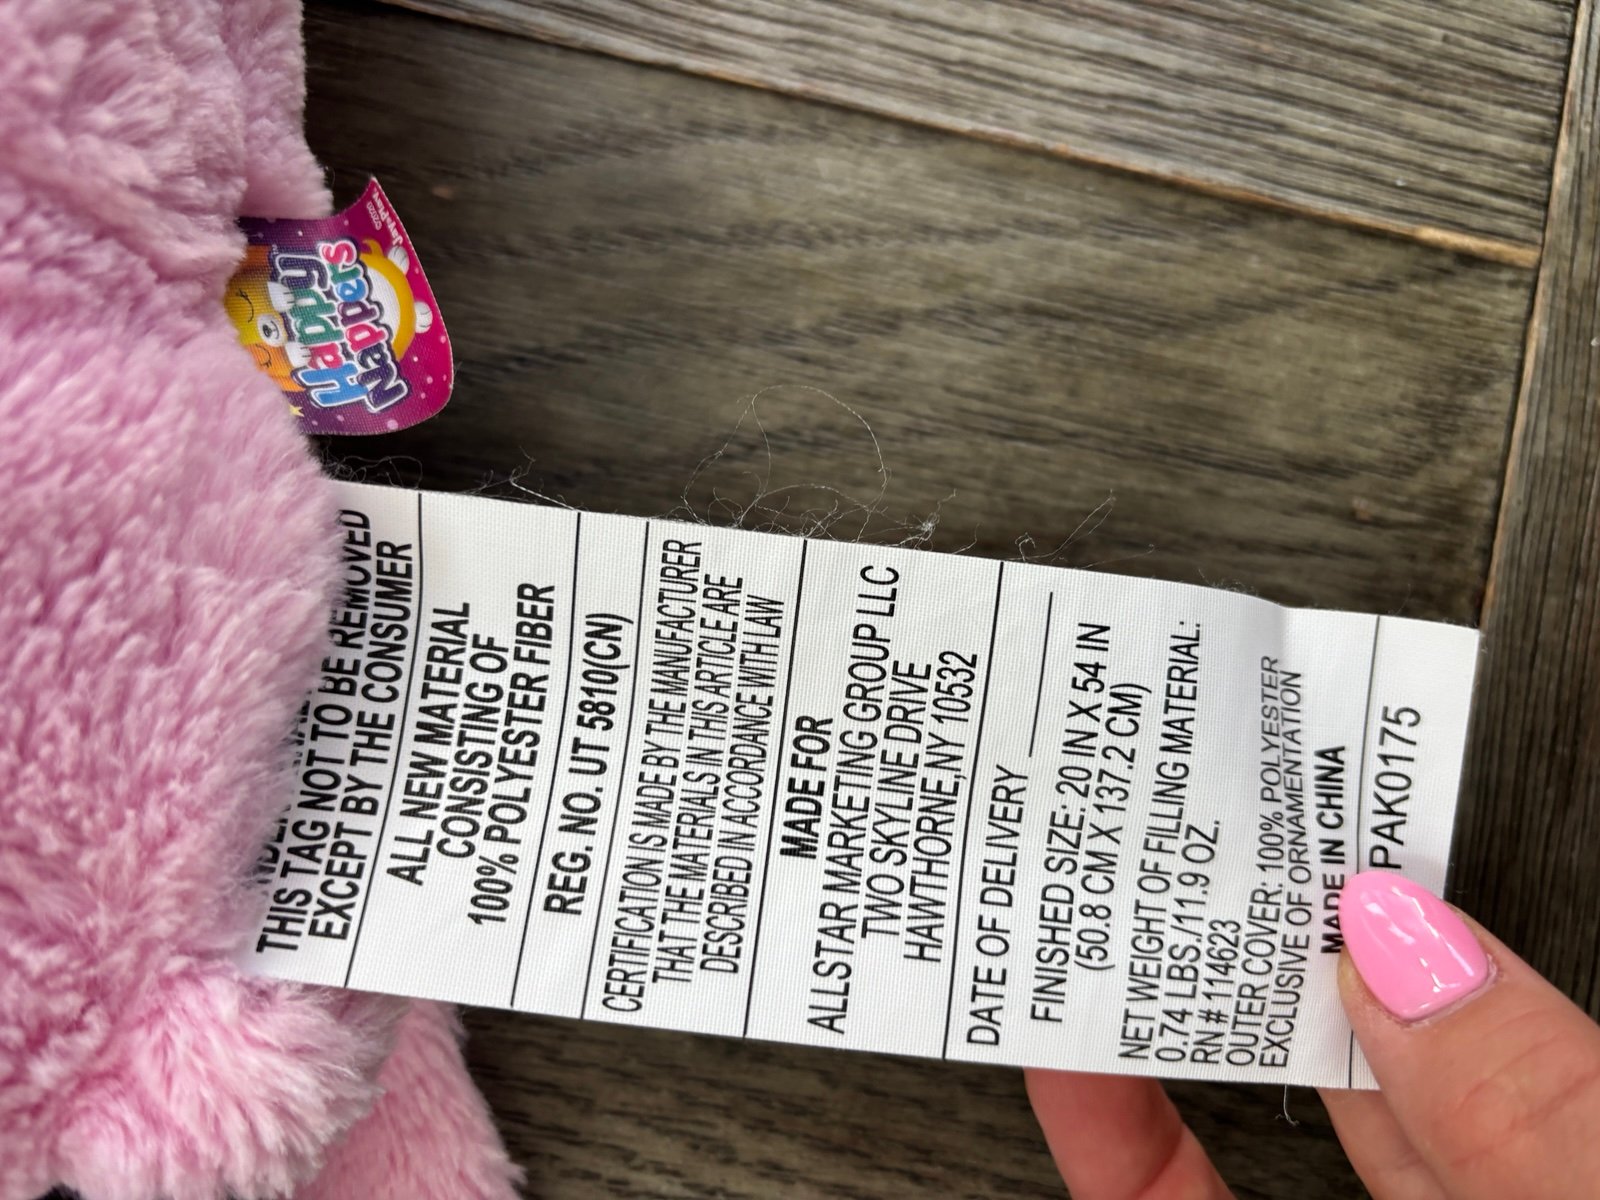 ©2020
JayaPlay
Happy
Nappers
THIS TAG NOT TO BE REMOVED
EXCEPT BY THE CONSUMER
ALL NEW MATERIAL
CONSISTING OF
100% POLYESTER FIBER
REG. NO. UT 5810(CN)
CERTIFICATION IS MADE BY THE MANUFACTURER
THAT THE MATERIALS IN THIS ARTICLE ARE
DESCRIBED IN ACCORDANCE WITH LAW
MADE FOR
ALLSTAR MARKETING GROUP LLC
TWO SKYLINE DRIVE
HAWTHORNE,NY 10532
DATE OF DELIVERY
FINISHED SIZE: 20 IN X 54 IN
(50.8 CM X 137.2 CM)
NET WEIGHT OF FILLING MATERIAL:
0.74 LBS./11.9 OZ.
RN # 114623
OUTER COVER: 100% POLYESTER
EXCLUSIVE OF ORNAMENTATION
MADE IN CHINA
PAK0175